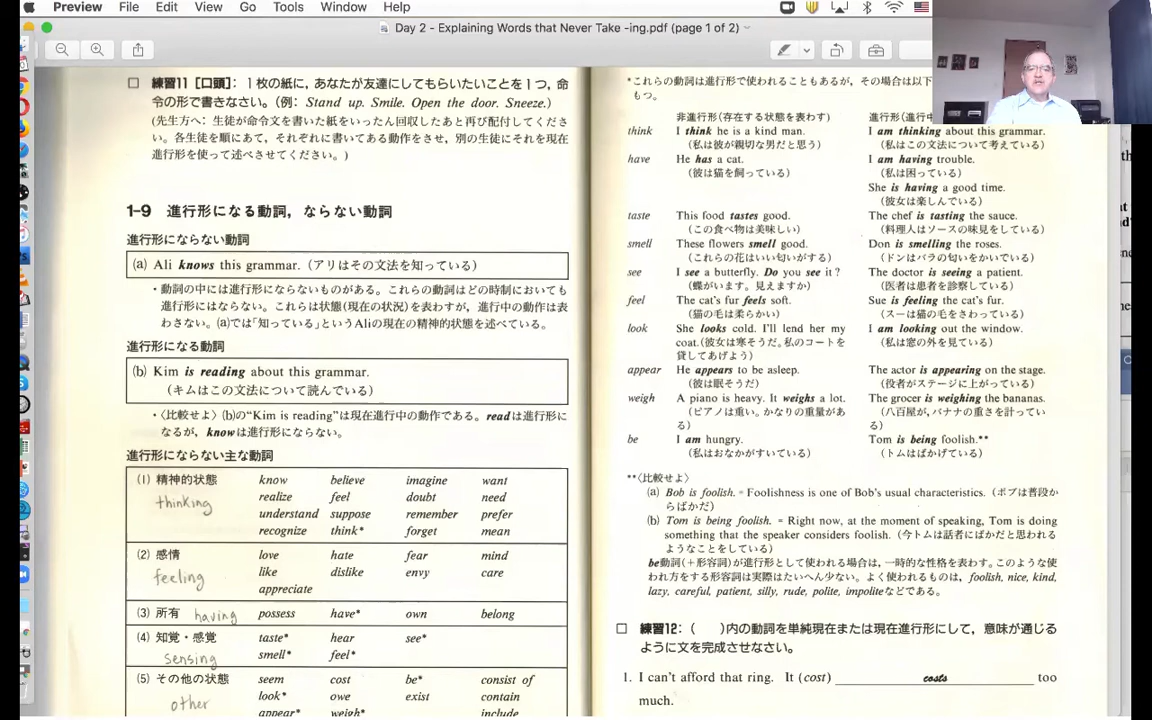 Preview File Edit View Go Tools Window Help
Day 2 - Explaining Words that Never Take -ing.pdf (page 1 of 2)
練習11 [口頭]: 1枚の紙に, あなたが友達にしてもらいたいことを1つ, 命
令の形で書きなさい。(例: Stand up. Smile. Open the door. Sneeze.)
(先生方へ: 生徒が命令文を書いた紙をいったん回収したあと再び配付してくださ
い。各生徒を順にあて, それぞれに書いてある動作をさせ, 別の生徒にそれを現在
進行形を使って述べさせてください。)
1-9 進行形になる動詞, ならない動詞
進行形にならない動詞
(a) Ali knows this grammar. (アリはその文法を知っている)
・動詞の中には進行形にならないものがある。これらの動詞はどの時制においても
進行形にはならない。これらは状態(現在の状況)を表わすが, 進行中の動作は表
わさない。(a)では「知っている」というAliの現在の精神的状態を述べている。
進行形になる動詞
(b) Kim is reading about this grammar.
(キムはこの文法について読んでいる)
・〈比較せよ〉(b)の“Kim is reading”は現在進行中の動作である。readは進行形に
なるが, knowは進行形にならない。
進行形にならない主な動詞
(1) 精神的状態 know believe imagine want
thinking realize feel doubt need
understand suppose remember prefer
recognize think* forget mean
(2) 感情 love hate fear mind
feeling like dislike envy care
appreciate
(3) 所有 having possess have* own belong
(4) 知覚・感覚 taste* hear see*
sensing smell* feel*
(5) その他の状態 seem cost be* consist of
other look* owe exist contain
appear* weigh* include
*これらの動詞は進行形で使われることもあるが, その場合は以下
もつ。
非進行形(存在する状態を表わす) 進行形(進行中
think I think he is a kind man. I am thinking about this grammar.
(私は彼が親切な男だと思う) (私はこの文法について考えている)
have He has a cat. I am having trouble.
(彼は猫を飼っている) (私は困っている)
She is having a good time.
(彼女は楽しんでいる)
taste This food tastes good. The chef is tasting the sauce.
(この食べ物は美味しい) (料理人はソースの味見をしている)
smell These flowers smell good. Don is smelling the roses.
(これらの花はいい匂いがする) (ドンはバラの匂いをかいでいる)
see I see a butterfly. Do you see it? The doctor is seeing a patient.
(蝶がいます。見えますか) (医者は患者を診察している)
feel The cat's fur feels soft. Sue is feeling the cat's fur.
(猫の毛は柔らかい) (スーは猫の毛をさわっている)
look She looks cold. I'll lend her my I am looking out the window.
coat.(彼女は寒そうだ。私のコートを (私は窓の外を見ている)
貸してあげよう)
appear He appears to be asleep. The actor is appearing on the stage.
(彼は眠そうだ) (役者がステージに上がっている)
weigh A piano is heavy. It weighs a lot. The grocer is weighing the bananas.
(ピアノは重い。かなりの重量があ (八百屋が, バナナの重さを計ってい
る) る)
be I am hungry. Tom is being foolish.**
(私はおなかがすいている) (トムはばかげている)
**〈比較せよ〉
(a) Bob is foolish. = Foolishness is one of Bob's usual characteristics. (ボブは普段か
らばかだ)
(b) Tom is being foolish. = Right now, at the moment of speaking, Tom is doing
something that the speaker considers foolish. (今トムは話者にばかだと思われる
ようなことをしている)
be動詞(+形容詞)が進行形として使われる場合は, 一時的な性格を表わす。このような使
われ方をする形容詞は実際はたいへん少ない。よく使われるものは, foolish, nice, kind,
lazy, careful, patient, silly, rude, polite, impoliteなどである。
練習12: ( )内の動詞を単純現在または現在進行形にして, 意味が通じる
ように文を完成させなさい。
1. I can't afford that ring. It (cost) costs too
much.